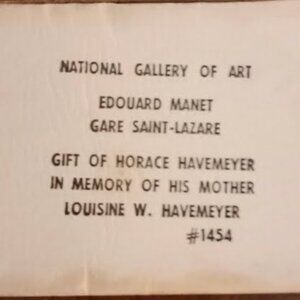 NATIONAL GALLERY OF ART
EDOUARD MANET
GARE SAINT-LAZARE
GIFT OF HORACE HAVEMEYER
IN MEMORY OF HIS MOTHER
LOUISINE W. HAVEMEYER
#1454